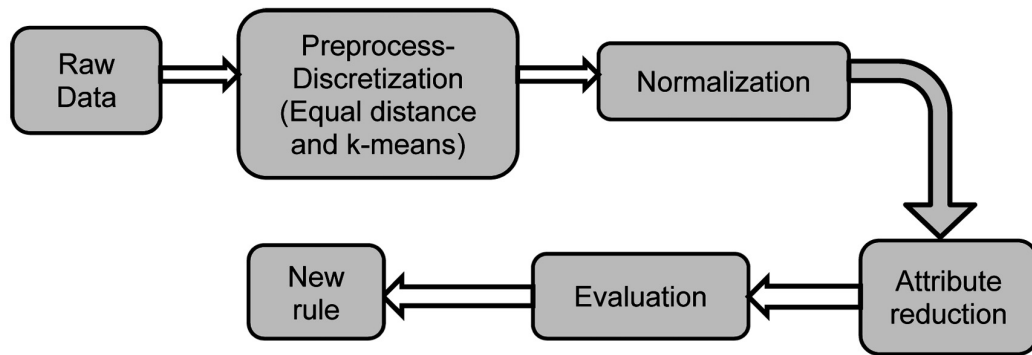 Raw
Data
Preprocess-
Discretization
(Equal distance
and k-means)
Normalization
Attribute
reduction
Evaluation
New
rule